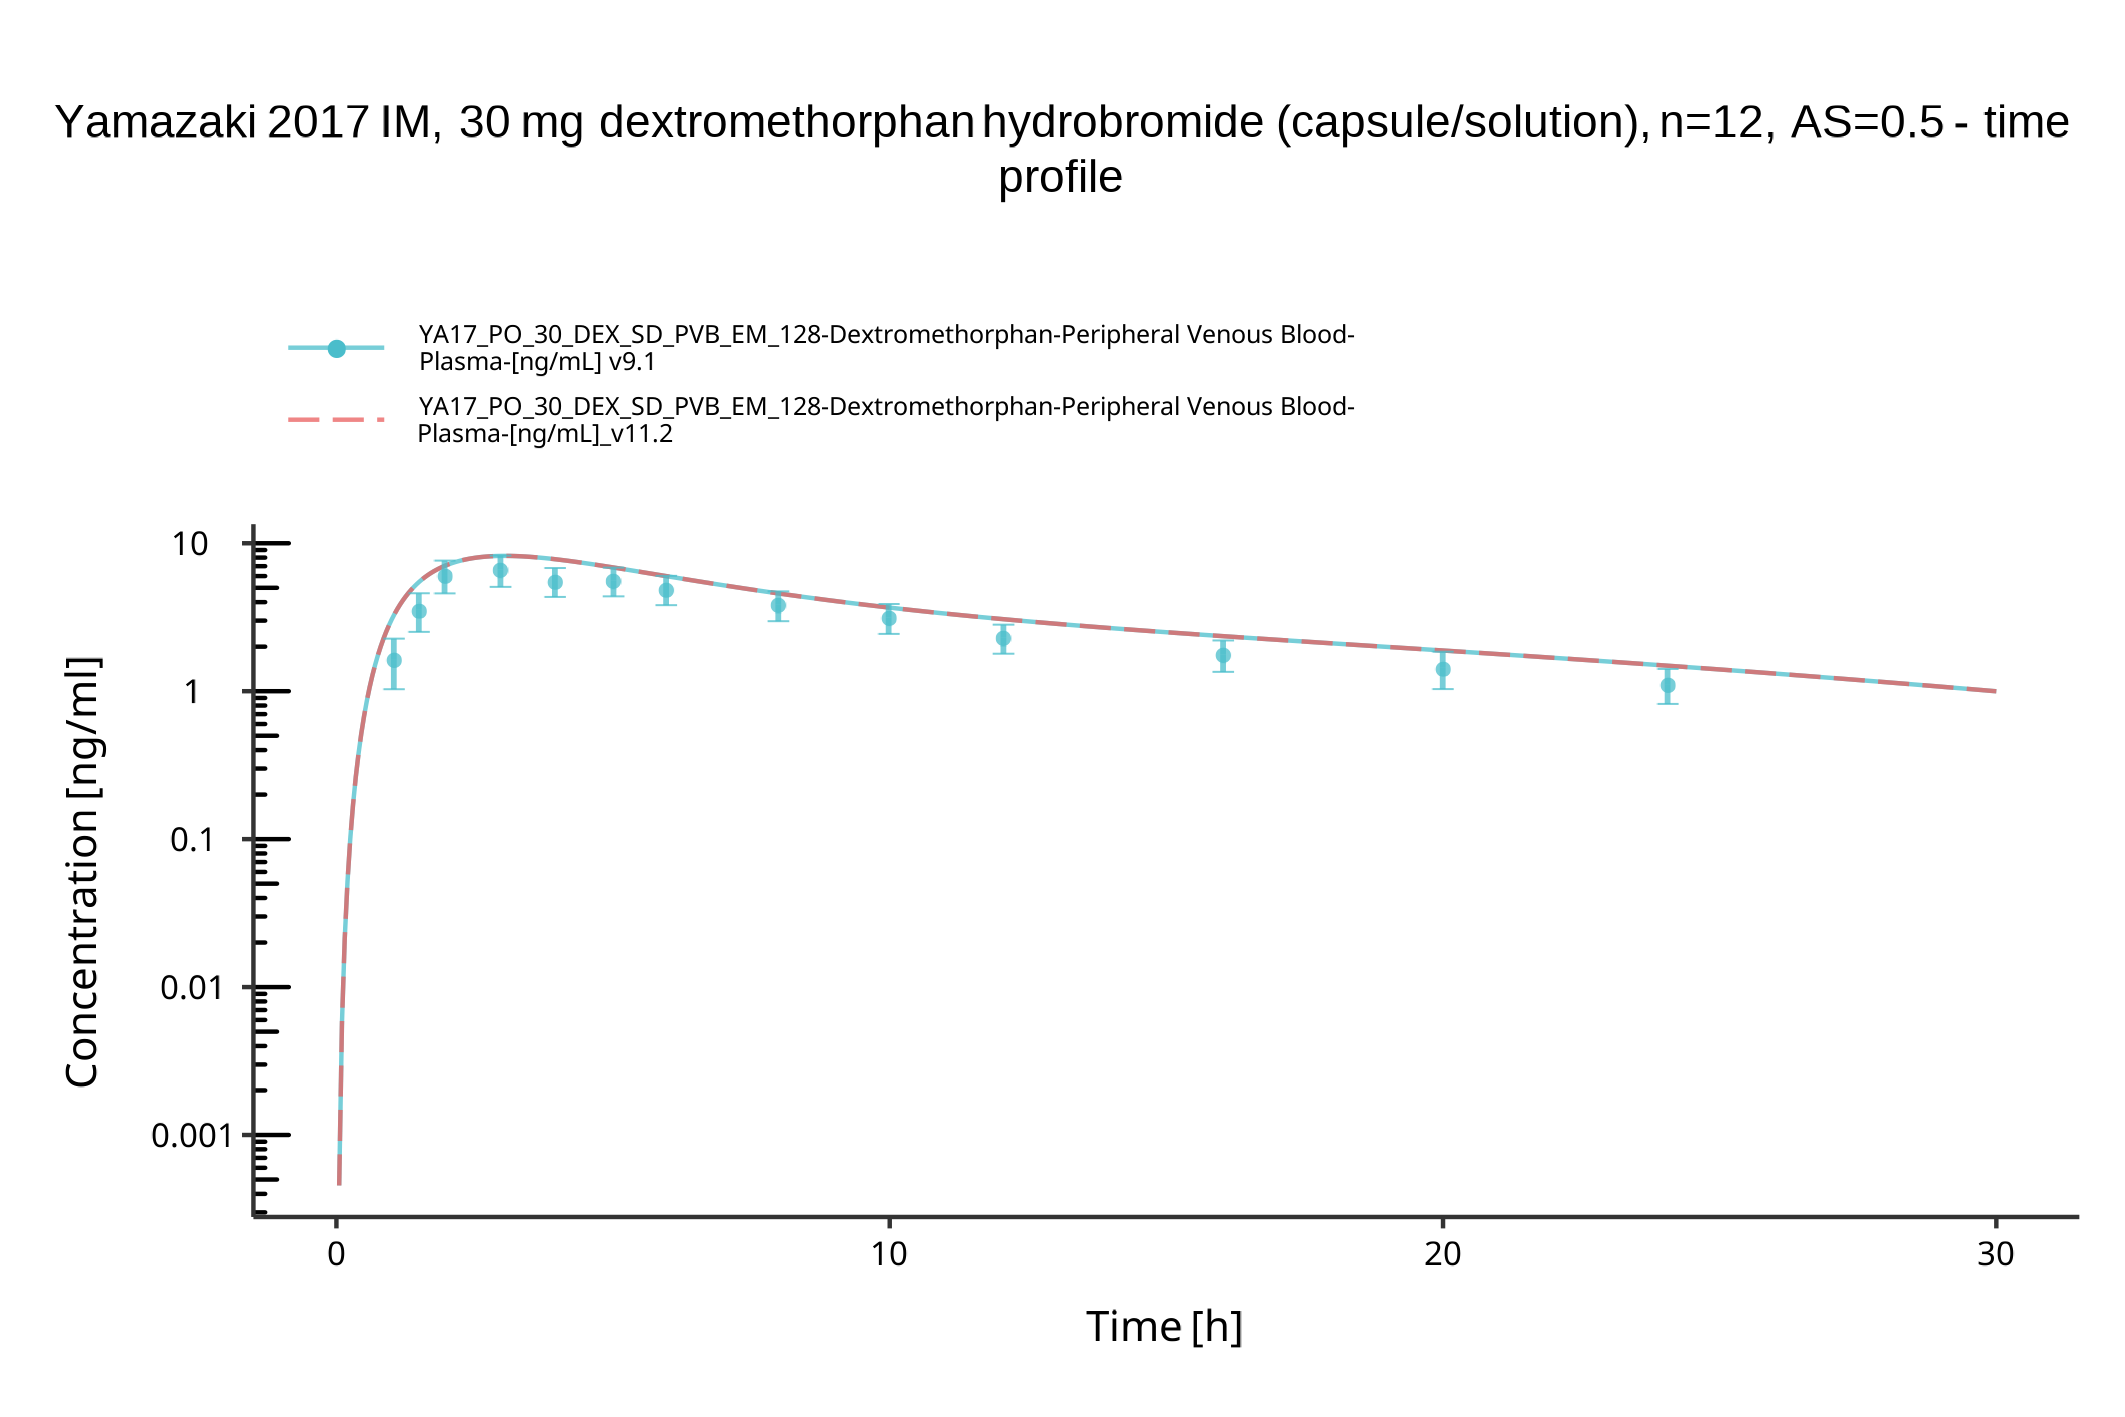 Yamazaki 2017 IM, 30 mg dextromethorphan hydrobromide (capsule/solution), n=12, AS=0.5 - time
profile
YA17_PO_30_DEX_SD_PVB_EM_128-Dextromethorphan-Peripheral Venous Blood-
Plasma-[ng/mL] v9.1
YA17_PO_30_DEX_SD_PVB_EM_128-Dextromethorphan-Peripheral Venous Blood-
Plasma-[ng/mL]_v11.2
Concentration [ng/ml]
10
1
0.1
0.01
0.001
0
10
20
30
Time [h]